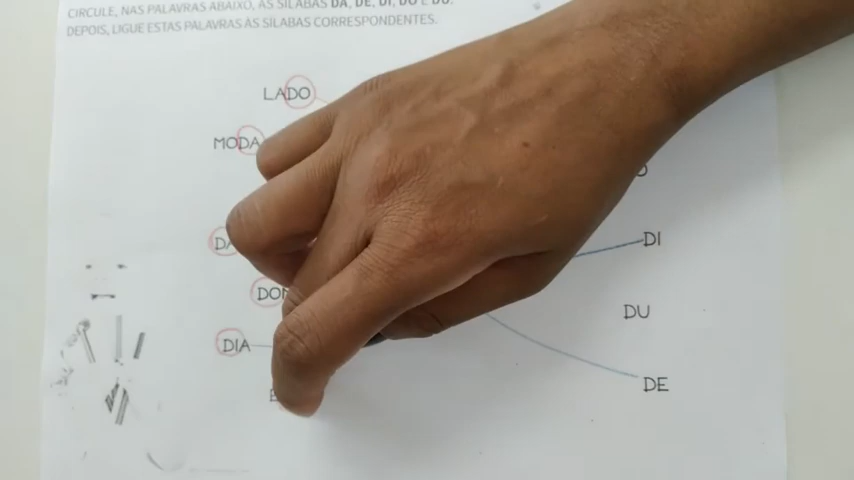 CIRCULE, NAS PALAVRAS ABAIXO, AS SÍLABAS DA, DE, DI, DO E DU.
DEPOIS, LIGUE ESTAS PALAVRAS ÀS SÍLABAS CORRESPONDENTES.
LADO
MODA
DI
DU
DIA
DE